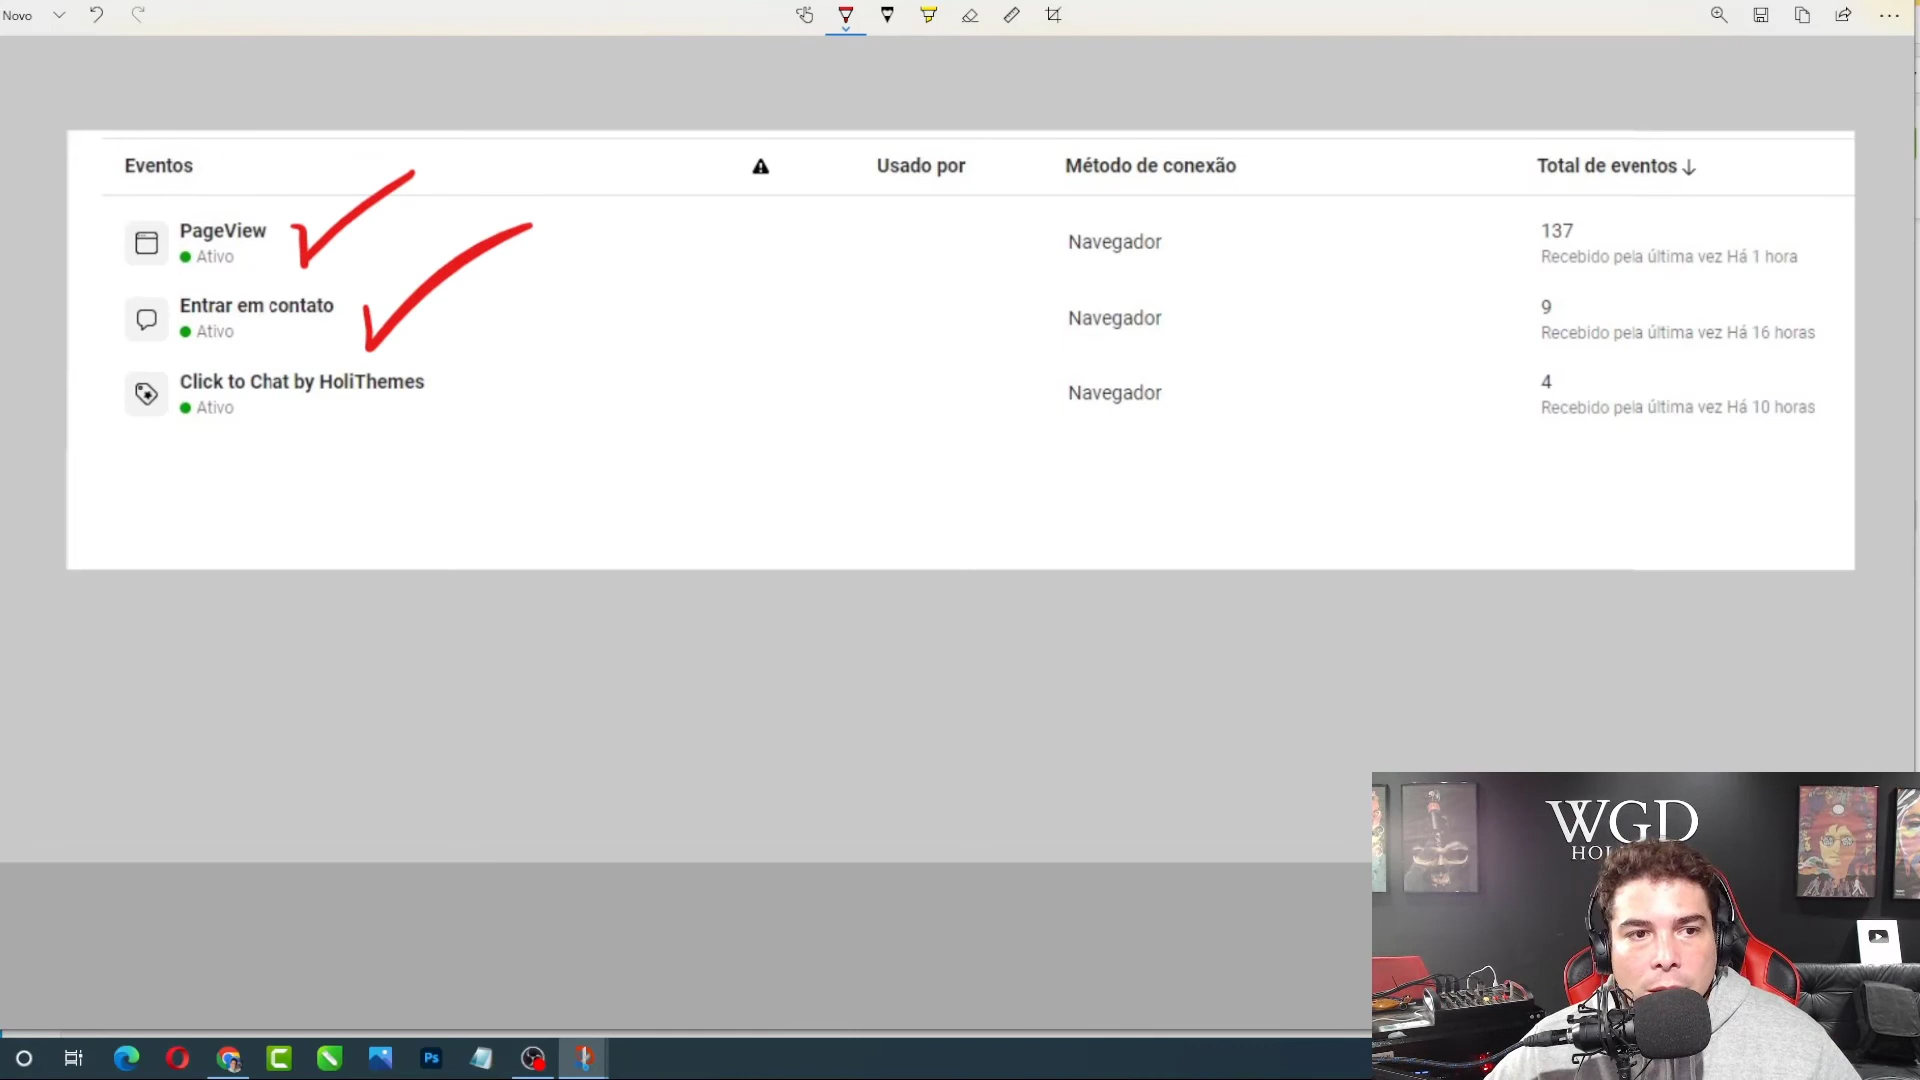 Novo
Eventos
Usado por
Método de conexão
Total de eventos
PageView
Ativo
Navegador
137
Recebido pela última vez Há 1 hora
Entrar em contato
Ativo
Navegador
9
Recebido pela última vez Há 16 horas
Click to Chat by HoliThemes
Ativo
Navegador
4
Recebido pela última vez Há 10 horas
WGD
Ps